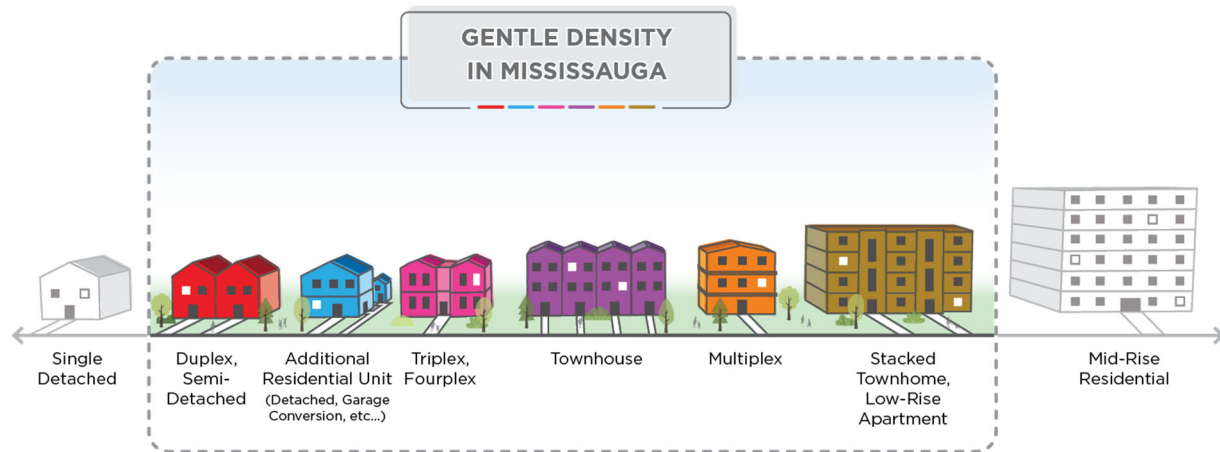 GENTLE DENSITY
IN MISSISSAUGA
Single
Detached
Duplex,
Semi-
Detached
Additional
Residential Unit
(Detached, Garage
Conversion, etc...)
Triplex,
Fourplex
Townhouse
Multiplex
Stacked
Townhome,
Low-Rise
Apartment
Mid-Rise
Residential